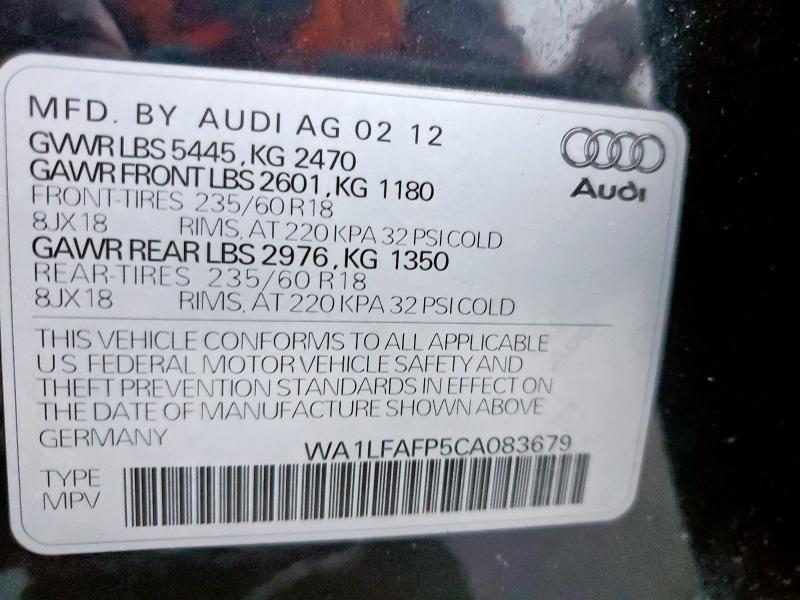 MFD. BY AUDI AG 02 12
GVWR LBS 5445, KG 2470
GAWR FRONT LBS 2601, KG 1180
FRONT-TIRES 235/60 R18
8JX18 RIMS, AT 220 KPA 32 PSI COLD
GAWR REAR LBS 2976, KG 1350
REAR-TIRES 235/60 R18
8JX18 RIMS, AT 220 KPA 32 PSI COLD
Audi
THIS VEHICLE CONFORMS TO ALL APPLICABLE
U.S. FEDERAL MOTOR VEHICLE SAFETY AND
THEFT PREVENTION STANDARDS IN EFFECT ON
THE DATE OF MANUFACTURE SHOWN ABOVE
GERMANY WA1LFAFP5CA083679
TYPE
MPV